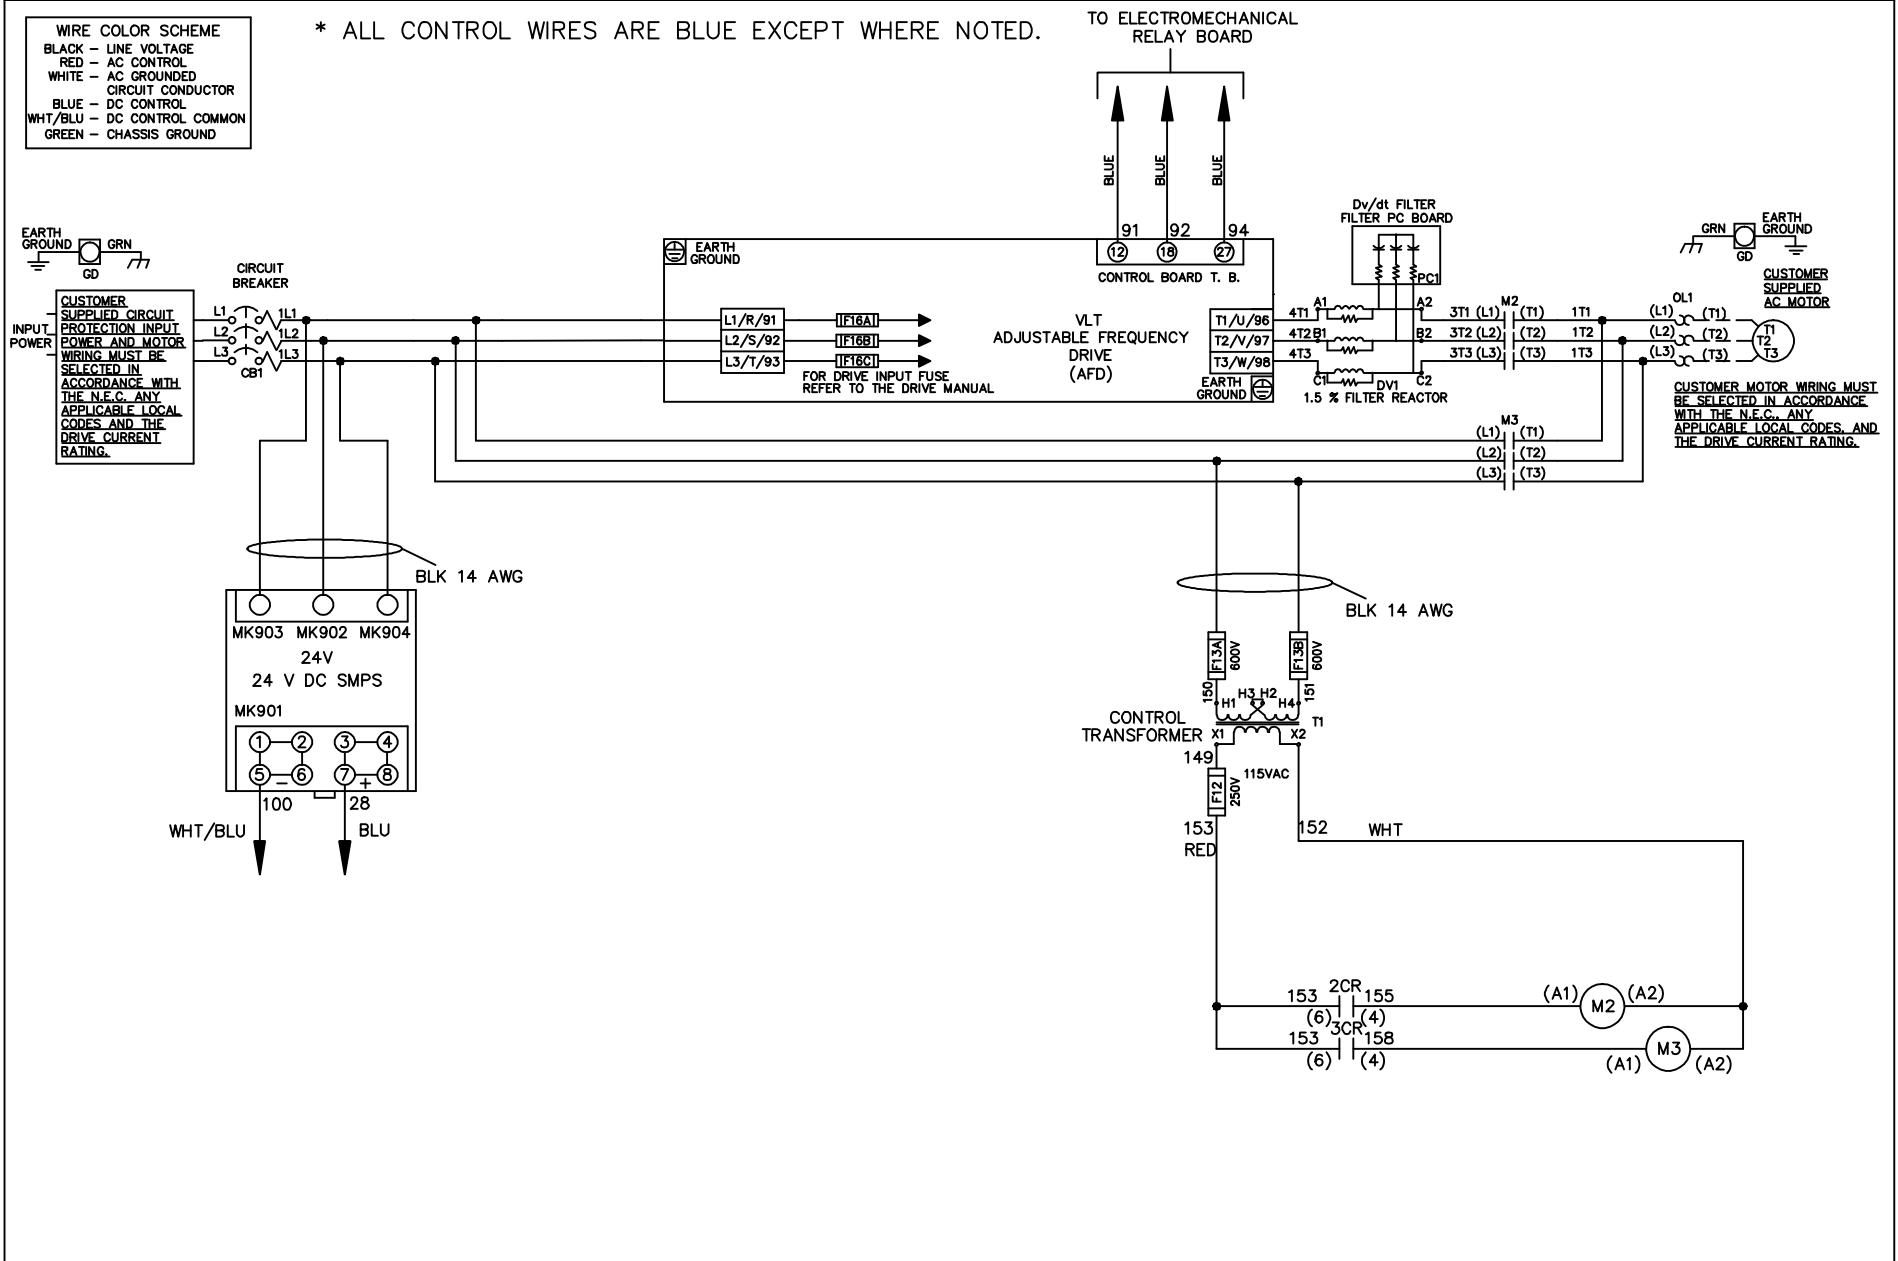 WIRE COLOR SCHEME
BLACK – LINE VOLTAGE
RED – AC CONTROL
WHITE – AC GROUNDED
CIRCUIT CONDUCTOR
BLUE – DC CONTROL
WHT/BLU – DC CONTROL COMMON
GREEN – CHASSIS GROUND
* ALL CONTROL WIRES ARE BLUE EXCEPT WHERE NOTED.
TO ELECTROMECHANICAL
RELAY BOARD
BLUE
BLUE
BLUE
91
92
94
12
18
27
CONTROL BOARD T. B.
EARTH
GROUND
GRN
GD
INPUT
POWER
CUSTOMER
SUPPLIED CIRCUIT
PROTECTION INPUT
POWER AND MOTOR
WIRING MUST BE
SELECTED IN
ACCORDANCE WITH
THE N.E.C. ANY
APPLICABLE LOCAL
CODES AND THE
DRIVE CURRENT
RATING.
CIRCUIT
BREAKER
L1
1L1
L2
1L2
L3
1L3
CB1
EARTH
GROUND
L1/R/91
L2/S/92
L3/T/93
IF16A
IF16B
IF16C
FOR DRIVE INPUT FUSE
REFER TO THE DRIVE MANUAL
VLT
ADJUSTABLE FREQUENCY
DRIVE
(AFD)
T1/U/96
T2/V/97
T3/W/98
EARTH
GROUND
4T1
4T2
4T3
A1
B1
C1
A2
B2
C2
Dv/dt FILTER
FILTER PC BOARD
PC1
DV1
1.5 % FILTER REACTOR
M2
3T1 (L1) (T1) 1T1
3T2 (L2) (T2) 1T2
3T3 (L3) (T3) 1T3
M3
(L1) (T1)
(L2) (T2)
(L3) (T3)
OL1
(L1) (T1)
(L2) (T2)
(L3) (T3)
T1
T2
T3
GRN
GD
EARTH
GROUND
CUSTOMER
SUPPLIED
AC MOTOR
CUSTOMER MOTOR WIRING MUST
BE SELECTED IN ACCORDANCE
WITH THE N.E.C., ANY
APPLICABLE LOCAL CODES, AND
THE DRIVE CURRENT RATING.
BLK 14 AWG
MK903 MK902 MK904
24V
24 V DC SMPS
MK901
1 2 3 4
5 6 7 8
– +
100
28
WHT/BLU
BLU
BLK 14 AWG
F13A
600V
F13B
600V
150
151
H1
H3 H2
H4
T1
CONTROL
TRANSFORMER
X1
X2
149
115VAC
F12
250V
153
RED
152
WHT
153 2CR 155
(6) (4)
(A1) M2 (A2)
153 3CR 158
(6) (4)
(A1) M3 (A2)